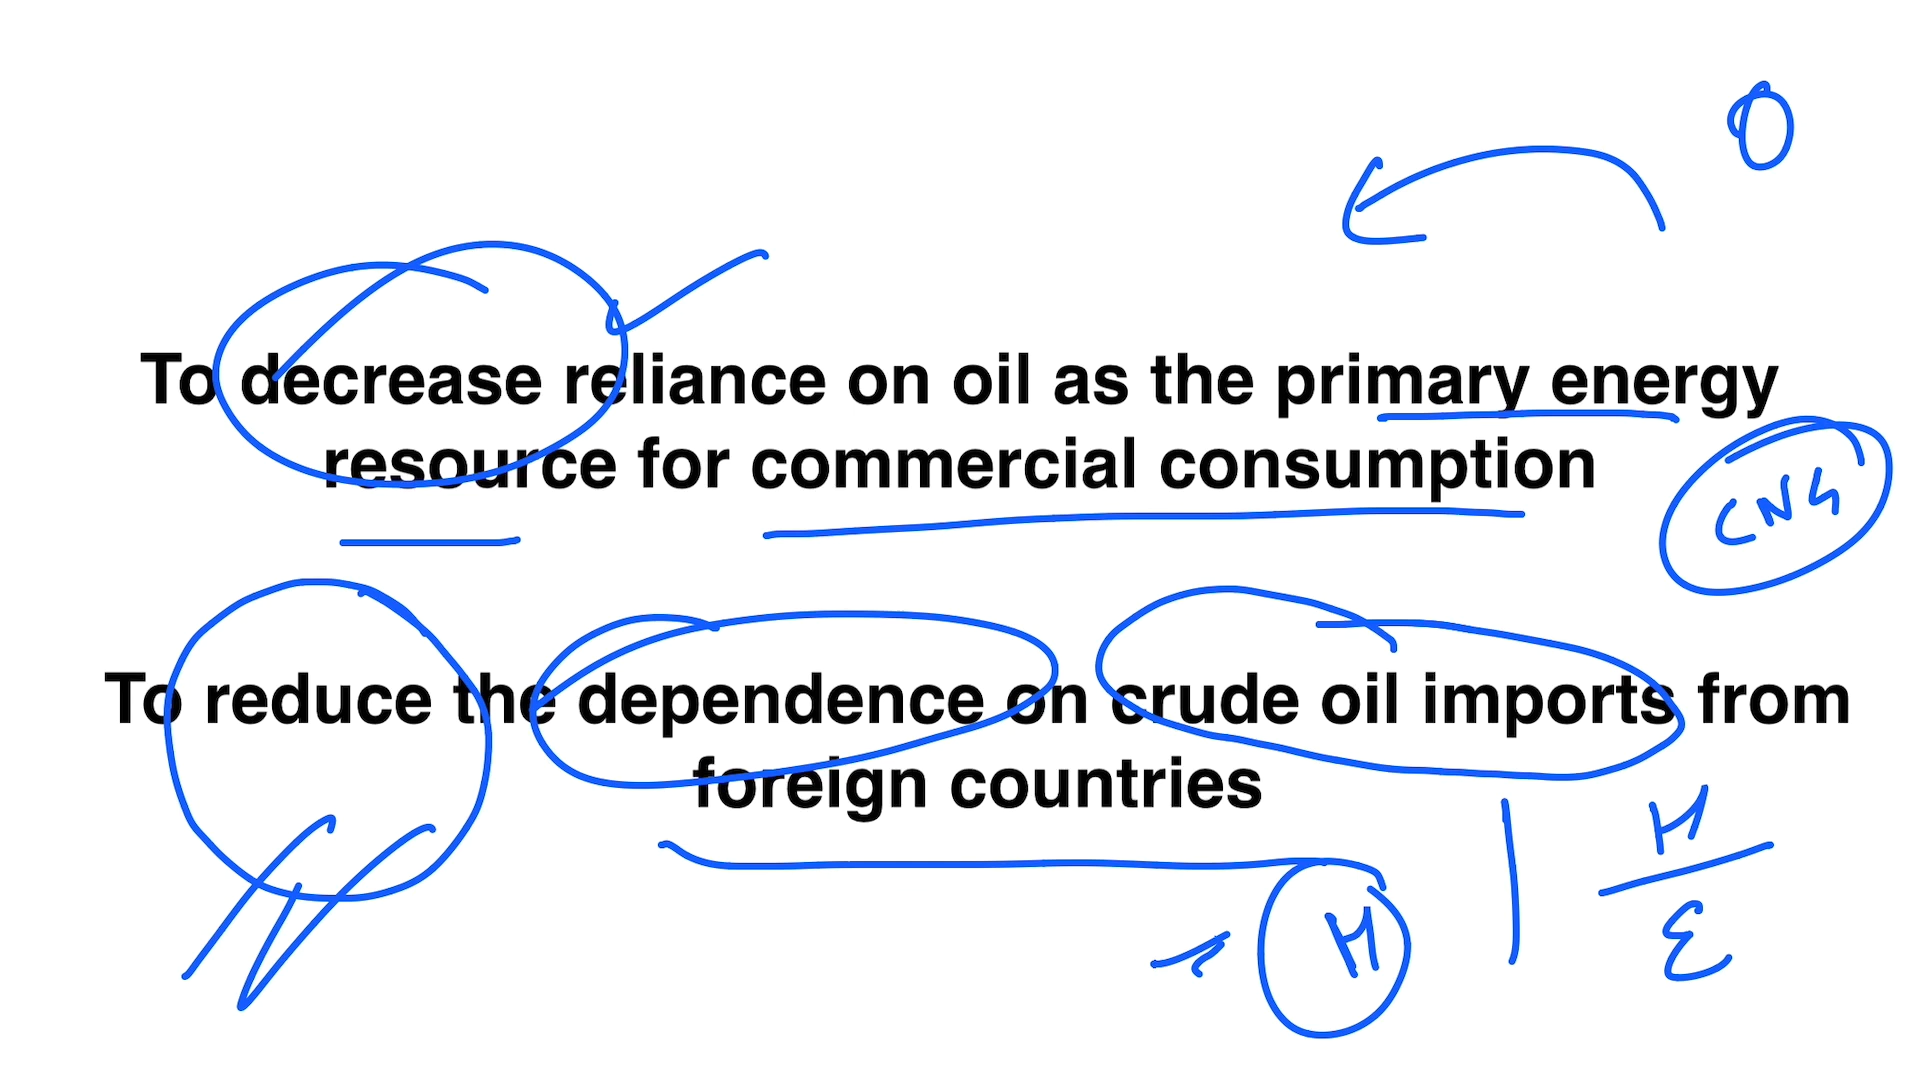 To decrease reliance on oil as the primary energy
resource for commercial consumption
CNG
To reduce the dependence on crude oil imports from
foreign countries
M
M
E